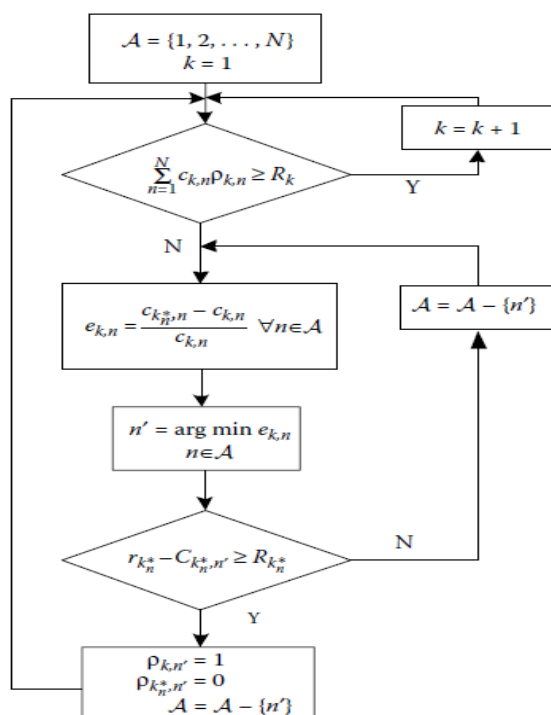 𝒜 = {1, 2, . . . , N}
k = 1
k = k + 1
N
∑ c_{k,n}ρ_{k,n} ≥ R_k
n=1
Y
N
𝒜 = 𝒜 − {n′}
e_{k,n} = (c_{k_n^*,n} − c_{k,n}) / c_{k,n} ∀n∈𝒜
n′ = arg min e_{k,n}
n∈𝒜
r_{k_n^*} − C_{k_n^*,n′} ≥ R_{k_n^*}
N
Y
ρ_{k,n′} = 1
ρ_{k_n^*,n′} = 0
𝒜 = 𝒜 − {n′}